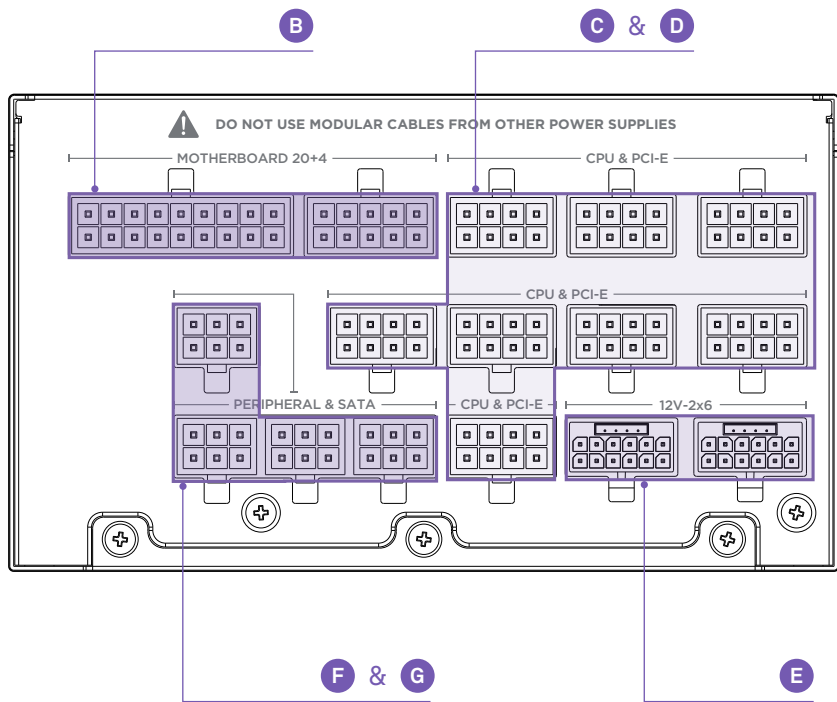 B
C & D
DO NOT USE MODULAR CABLES FROM OTHER POWER SUPPLIES
MOTHERBOARD 20+4
CPU & PCI-E
CPU & PCI-E
PERIPHERAL & SATA
CPU & PCI-E
12V-2x6
F & G
E